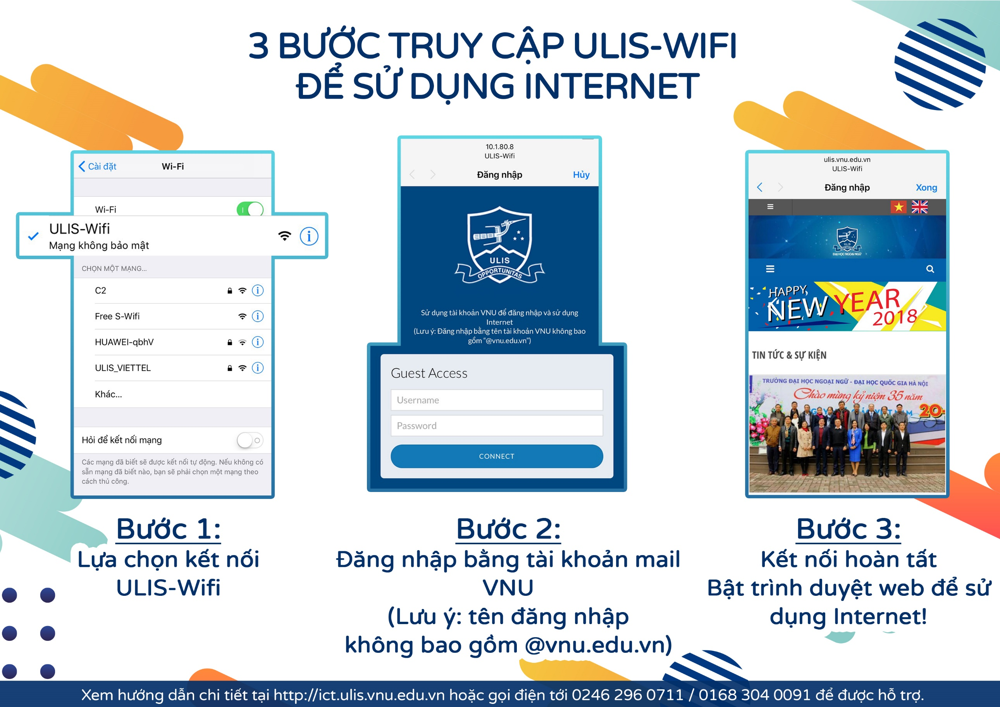 3 BƯỚC TRUY CẬP ULIS-WIFI
ĐỂ SỬ DỤNG INTERNET
Cài đặt
Wi-Fi
Wi-Fi
ULIS-Wifi
Mạng không bảo mật
CHỌN MỘT MẠNG...
C2
Free S-Wifi
HUAWEI-qbhV
ULIS_VIETTEL
Khác...
Hỏi để kết nối mạng
Các mạng đã biết sẽ được kết nối tự động. Nếu không có
sẵn mạng đã biết nào, bạn sẽ phải chọn một mạng theo
cách thủ công.
Bước 1:
Lựa chọn kết nối
ULIS-Wifi
10.1.80.8
ULIS-Wifi
Đăng nhập
Hủy
ULIS
OPPORTUNITAS
Sử dụng tài khoản VNU để đăng nhập và sử dụng
Internet
(Lưu ý: Đăng nhập bằng tên tài khoản VNU không bao
gồm “@vnu.edu.vn”)
Guest Access
Username
Password
CONNECT
Bước 2:
Đăng nhập bằng tài khoản mail
VNU
(Lưu ý: tên đăng nhập
không bao gồm @vnu.edu.vn)
ulis.vnu.edu.vn
ULIS-Wifi
Đăng nhập
Xong
ULIS
ĐẠI HỌC NGOẠI NGỮ
HAPPY
NEW YEAR
2018
TIN TỨC & SỰ KIỆN
TRƯỜNG ĐẠI HỌC NGOẠI NGỮ - ĐẠI HỌC QUỐC GIA HÀ NỘI
Chào mừng kỷ niệm 35 năm
VIỆT NAM 20-
Bước 3:
Kết nối hoàn tất
Bật trình duyệt web để sử
dụng Internet!
Xem hướng dẫn chi tiết tại http://ict.ulis.vnu.edu.vn hoặc gọi điện tới 0246 296 0711 / 0168 304 0091 để được hỗ trợ.